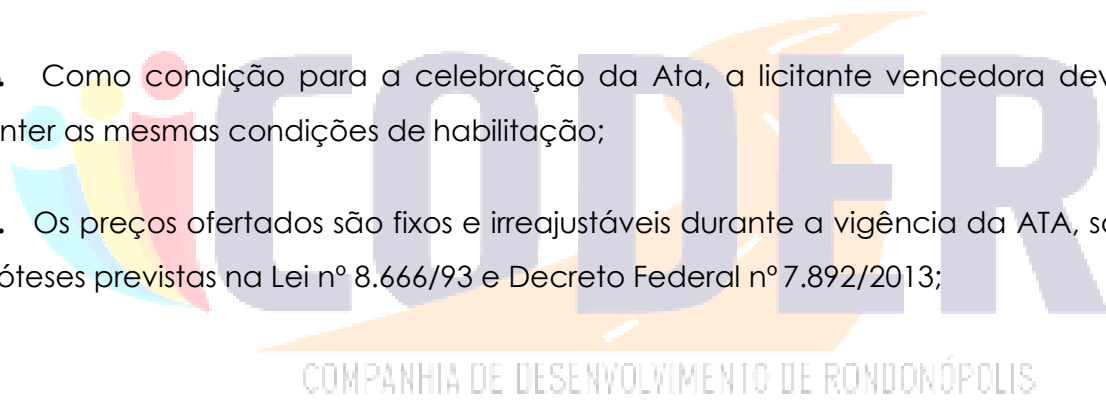 . Como condição para a celebração da Ata, a licitante vencedora dev
nter as mesmas condições de habilitação;
. Os preços ofertados são fixos e irreajustáveis durante a vigência da ATA, s
óteses previstas na Lei nº 8.666/93 e Decreto Federal nº 7.892/2013;
CODER
COMPANHIA DE DESENVOLVIMENTO DE RONDONÓPOLIS